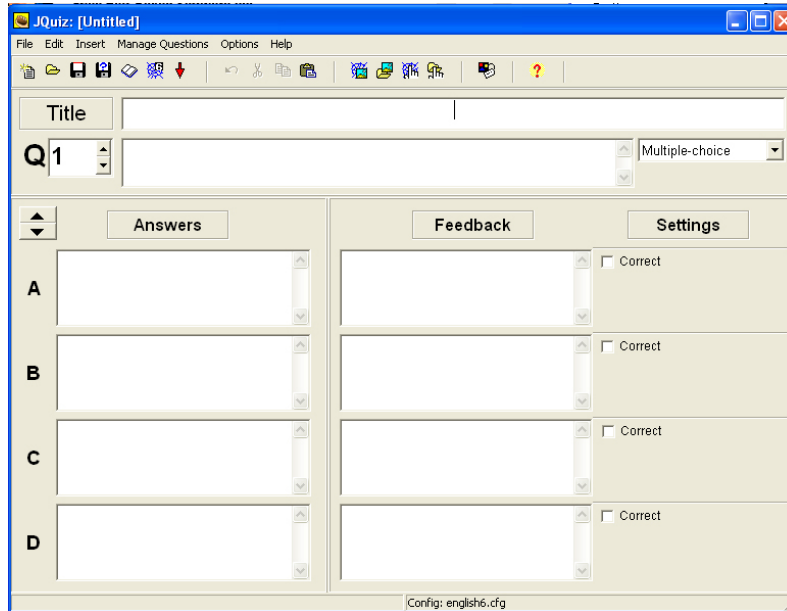 JQuiz: [Untitled]
File Edit Insert Manage Questions Options Help
Title
Q 1 Multiple-choice
Answers Feedback Settings
A Correct
B Correct
C Correct
D Correct
Config: english6.cfg